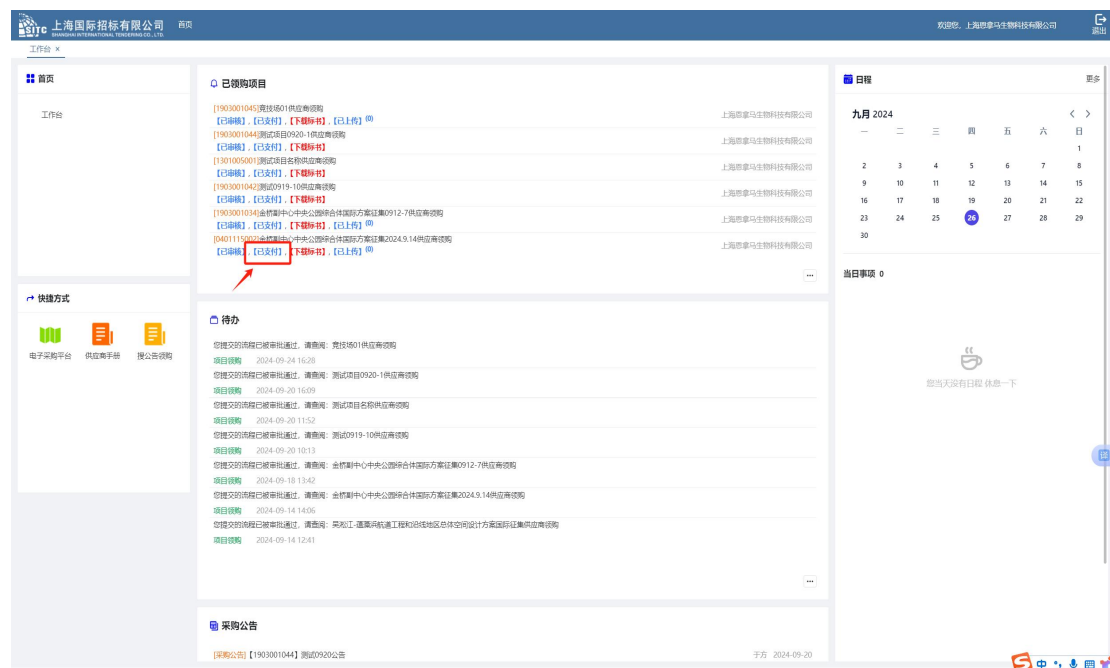 SITC 上海国际招标有限公司 首页
SHANGHAI INTERNATIONAL TENDERING CO., LTD.
欢迎您, 上海恩拿马生物科技有限公司
退出
工作台 ×
首页
工作台
快捷方式
电子采购平台 供应商手册 搜公告领购
已领购项目
[1903001045]竞技场01供应商领购
【已审核】,【已支付】,【下载标书】,【已上传】(0)
上海恩拿马生物科技有限公司
[1903001044]测试项目0920-1供应商领购
【已审核】,【已支付】,【下载标书】
上海恩拿马生物科技有限公司
[1301005001]测试项目名称供应商领购
【已审核】,【已支付】,【下载标书】
上海恩拿马生物科技有限公司
[1903001042]测试0919-10供应商领购
【已审核】,【已支付】,【下载标书】
上海恩拿马生物科技有限公司
[1903001034]金桥副中心中央公园综合体国际方案征集0912-7供应商领购
【已审核】,【已支付】,【下载标书】,【已上传】(0)
上海恩拿马生物科技有限公司
[0401115002]金桥副中心中央公园综合体国际方案征集2024.9.14供应商领购
【已审核】,【已支付】,【下载标书】,【已上传】(0)
上海恩拿马生物科技有限公司
待办
您提交的流程已被审批通过, 请查阅: 竞技场01供应商领购
项目领购 2024-09-24 16:28
您提交的流程已被审批通过, 请查阅: 测试项目0920-1供应商领购
项目领购 2024-09-20 16:09
您提交的流程已被审批通过, 请查阅: 测试项目名称供应商领购
项目领购 2024-09-20 11:52
您提交的流程已被审批通过, 请查阅: 测试0919-10供应商领购
项目领购 2024-09-20 10:13
您提交的流程已被审批通过, 请查阅: 金桥副中心中央公园综合体国际方案征集0912-7供应商领购
项目领购 2024-09-18 13:42
您提交的流程已被审批通过, 请查阅: 金桥副中心中央公园综合体国际方案征集2024.9.14供应商领购
项目领购 2024-09-14 14:06
您提交的流程已被审批通过, 请查阅: 吴淞江-蕰藻浜航道工程和沿线地区总体空间设计方案国际征集供应商领购
项目领购 2024-09-14 12:41
采购公告
[采购公告]【1903001044】测试0920公告
于方 2024-09-20
日程 更多
九月 2024
一 二 三 四 五 六 日
1
2 3 4 5 6 7 8
9 10 11 12 13 14 15
16 17 18 19 20 21 22
23 24 25 26 27 28 29
30
当日事项 0
您当天没有日程 休息一下
中